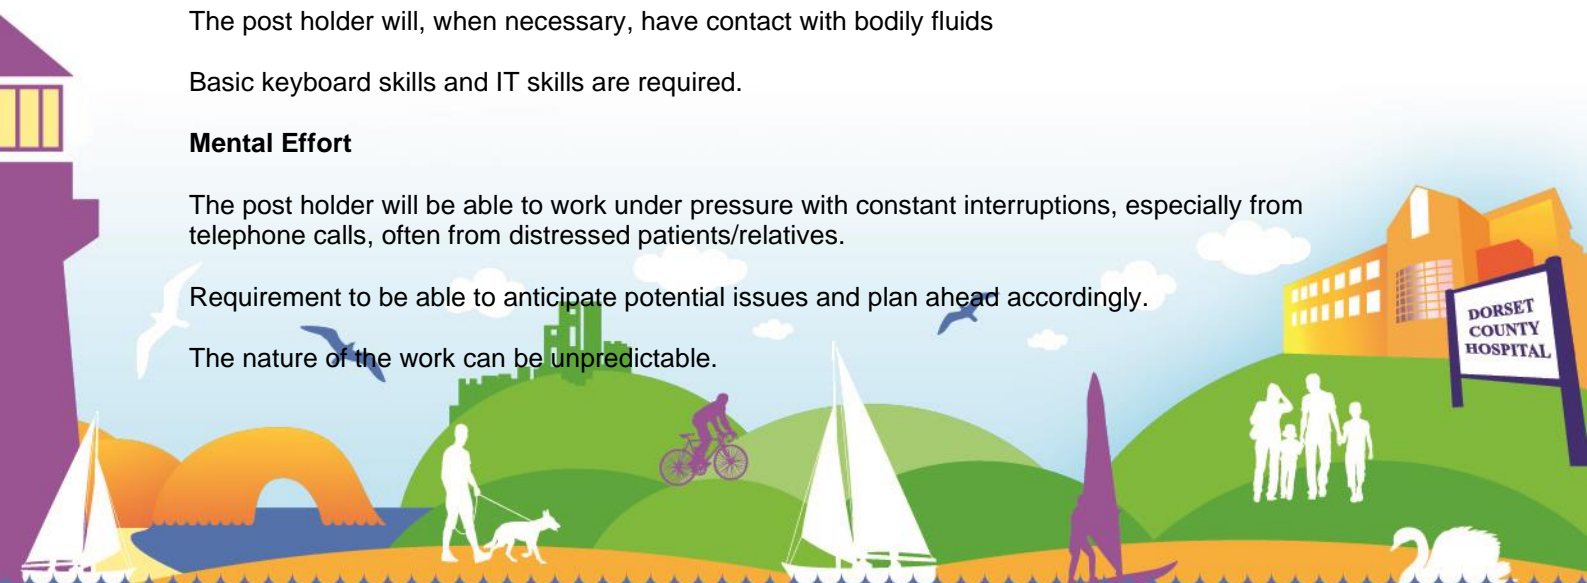 The post holder will, when necessary, have contact with bodily fluids
Basic keyboard skills and IT skills are required.
Mental Effort
The post holder will be able to work under pressure with constant interruptions, especially from
telephone calls, often from distressed patients/relatives.
Requirement to be able to anticipate potential issues and plan ahead accordingly.
The nature of the work can be unpredictable.
DORSET
COUNTY
HOSPITAL